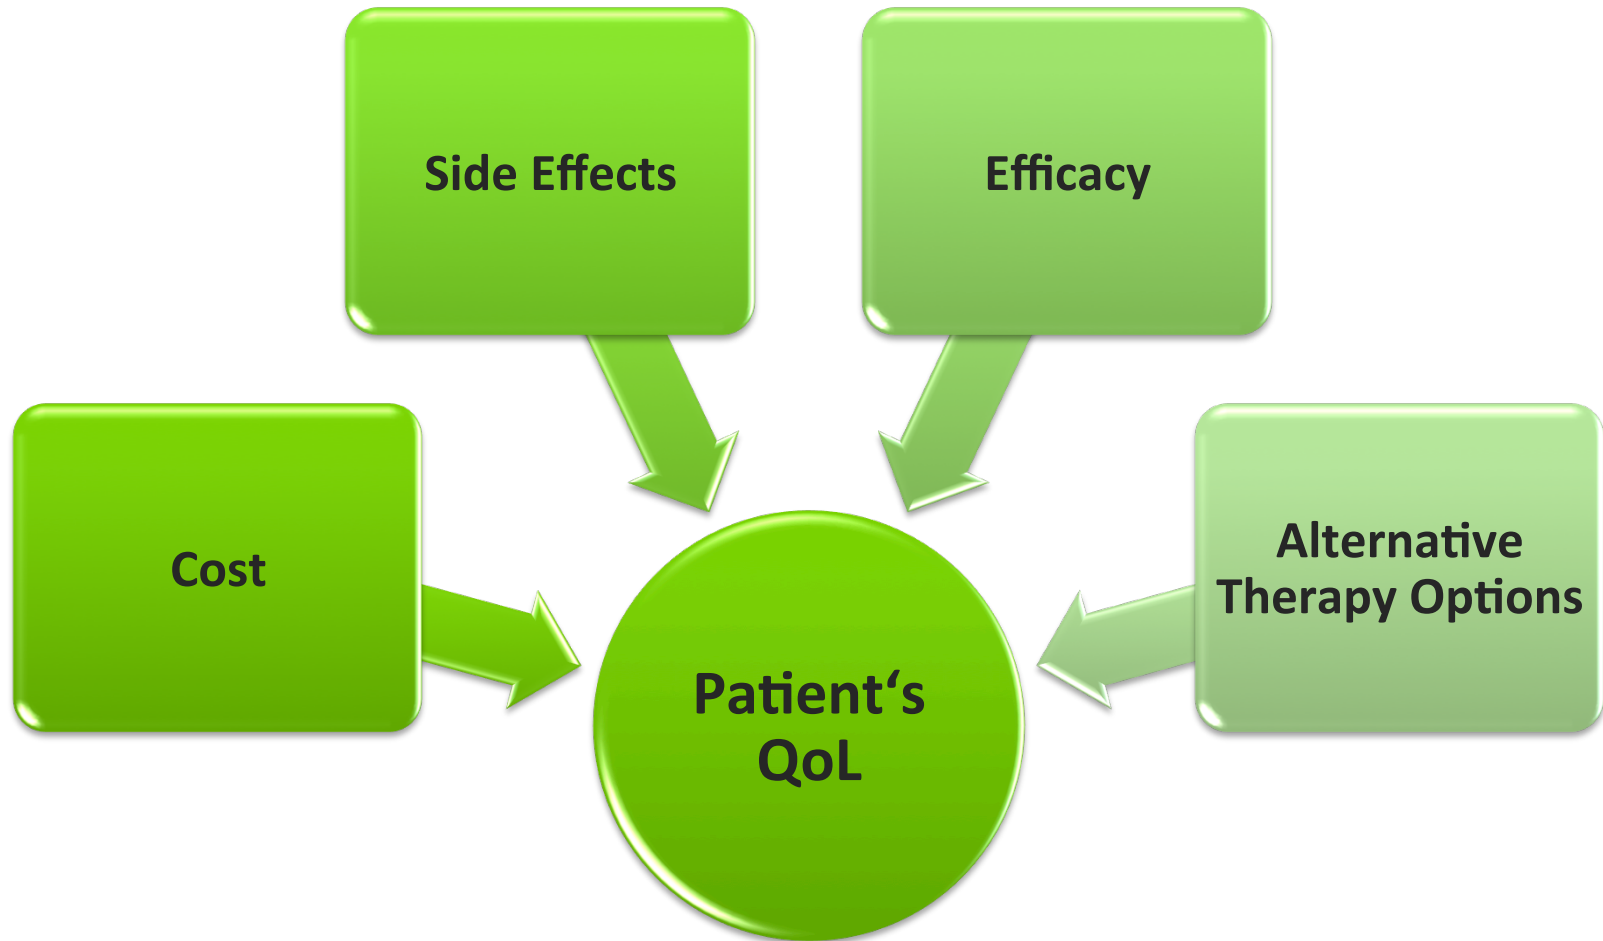 Side Effects
Efficacy
Cost
Alternative
Therapy Options
Patient‘s
QoL